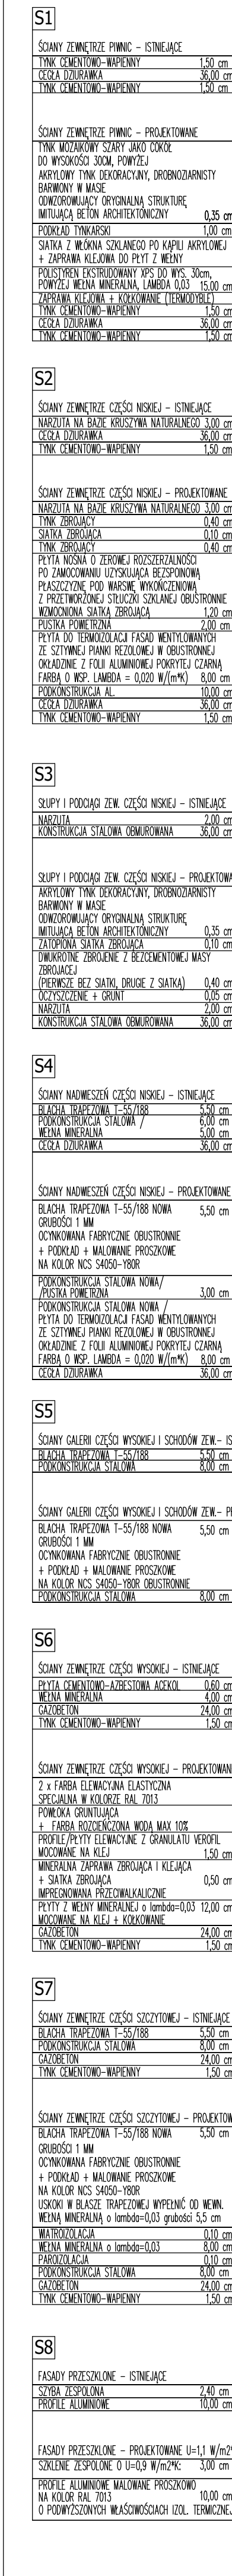 S1
ŚCIANY ZEWNĘTRZE PIWNIC – ISTNIEJĄCE
TYNK CEMENTOWO-WAPIENNY 1,50 cm
CEGŁA DZIURAWKA 36,00 cm
TYNK CEMENTOWO-WAPIENNY 1,50 cm
ŚCIANY ZEWNĘTRZE PIWNIC – PROJEKTOWANE
TYNK MOZAIKOWY SZARY JAKO COKÓŁ
DO WYSOKOŚCI 30CM, POWYŻEJ
AKRYLOWY TYNK DEKORACYJNY, DROBNOZIARNISTY
BARWIONY W MASIE
ODWZOROWUJĄCY ORYGINALNĄ STRUKTURĘ
IMITUJĄCA BETON ARCHITEKTONICZNY 0,35 cm
PODKŁAD TYNKARSKI 1,00 cm
SIATKA Z WŁÓKNA SZKLANEGO PO KĄPILI AKRYLOWEJ
+ ZAPRAWA KLEJOWA DO PŁYT Z WEŁNY
POLISTYREN EKSTRUDOWANY XPS DO WYS. 30cm,
POWYŻEJ WEŁNA MINERALNA, LAMBDA 0,03 15,00 cm
ZAPRAWA KLEJOWA + KOŁKOWANIE (TERMODYBLE)
TYNK CEMENTOWO-WAPIENNY 1,50 cm
CEGŁA DZIURAWKA 36,00 cm
TYNK CEMENTOWO-WAPIENNY 1,50 cm
S2
ŚCIANY ZEWNĘTRZE CZĘŚCI NISKIEJ – ISTNIEJĄCE
NARZUTA NA BAZIE KRUSZYWA NATURALNEGO 3,00 cm
CEGŁA DZIURAWKA 36,00 cm
TYNK CEMENTOWO-WAPIENNY 1,50 cm
ŚCIANY ZEWNĘTRZE CZĘŚCI NISKIEJ – PROJEKTOWANE
NARZUTA NA BAZIE KRUSZYWA NATURALNEGO 3,00 cm
TYNK ZBROJĄCY 0,40 cm
SIATKA ZBROJĄCA 0,10 cm
TYNK ZBROJĄCY 0,40 cm
PŁYTA NOŚNA O ZEROWEJ ROZSZERZALNOŚCI
PO ZAMOCOWANIU UZYSKUJĄCA BEZSPOINOWĄ
PŁASZCZYZNĘ POD WARSWĘ WYKOŃCZENIOWĄ
Z PRZETWORZONEJ STŁUCZKI SZKLANEJ OBUSTRONNIE
WZMOCNIONA SIATKĄ ZBROJĄCĄ 1,20 cm
PUSTKA POWIETRZNA 2,00 cm
PŁYTA DO TERMOIZOLACJI FASAD WENTYLOWANYCH
ZE SZTYWNEJ PIANKI REZOLOWEJ W OBUSTRONNEJ
OKŁADZINIE Z FOLII ALUMINIOWEJ POKRYTEJ CZARNĄ
FARBĄ O WSP. LAMBDA = 0,020 W/(m*K) 8,00 cm
PODKONSTRUKCJA AL. 10,00 cm
CEGŁA DZIURAWKA 36,00 cm
TYNK CEMENTOWO-WAPIENNY 1,50 cm
S3
SŁUPY I PODCIĄGI ZEW. CZĘŚCI NISKIEJ – ISTNIEJĄCE
NARZUTA 2,00 cm
KONSTRUKCJA STALOWA OBMUROWANA 36,00 cm
SŁUPY I PODCIĄGI ZEW. CZĘŚCI NISKIEJ – PROJEKTOWA
AKRYLOWY TYNK DEKORACYJNY, DROBNOZIARNISTY
BARWIONY W MASIE
ODWZOROWUJĄCY ORYGINALNĄ STRUKTURĘ
IMITUJĄCA BETON ARCHITEKTONICZNY 0,35 cm
ZATOPIONA SIATKA ZBROJĄCA 0,10 cm
DWUKROTNE ZBROJENIE Z BEZCEMENTOWEJ MASY
ZBROJACEJ
(PIERWSZE BEZ SIATKI, DRUGIE Z SIATKĄ) 0,40 cm
OCZYSZCZENIE + GRUNT 0,05 cm
NARZUTA 2,00 cm
KONSTRUKCJA STALOWA OBMUROWANA 36,00 cm
S4
ŚCIANY NADWIESZEŃ CZĘŚCI NISKIEJ – ISTNIEJĄCE
BLACHA TRAPEZOWA T-55/188 5,50 cm
PODKONSTRUKCJA STALOWA / 6,00 cm
WEŁNA MINERALNA 5,00 cm
CEGŁA DZIURAWKA 36,00 cm
ŚCIANY NADWIESZEŃ CZĘŚCI NISKIEJ – PROJEKTOWANE
BLACHA TRAPEZOWA T-55/188 NOWA 5,50 cm
GRUBOŚCI 1 MM
OCYNKOWANA FABRYCZNIE OBUSTRONNIE
+ PODKŁAD + MALOWANIE PROSZKOWE
NA KOLOR NCS S4050-Y80R
PODKONSTRUKCJA STALOWA NOWA/
/PUSTKA POWIETRZNA 3,00 cm
PODKONSTRUKCJA STALOWA NOWA /
PŁYTA DO TERMOIZOLACJI FASAD WENTYLOWANYCH
ZE SZTYWNEJ PIANKI REZOLOWEJ W OBUSTRONNEJ
OKŁADZINIE Z FOLII ALUMINIOWEJ POKRYTEJ CZARNĄ
FARBĄ O WSP. LAMBDA = 0,020 W/(m*K) 8,00 cm
CEGŁA DZIURAWKA 36,00 cm
S5
ŚCIANY GALERII CZĘŚCI WYSOKIEJ I SCHODÓW ZEW.– IS
BLACHA TRAPEZOWA T-55/188 5,50 cm
PODKONSTRUKCJA STALOWA 8,00 cm
ŚCIANY GALERII CZĘŚCI WYSOKIEJ I SCHODÓW ZEW.– P
BLACHA TRAPEZOWA T-55/188 NOWA 5,50 cm
GRUBOŚCI 1 MM
OCYNKOWANA FABRYCZNIE OBUSTRONNIE
+ PODKŁAD + MALOWANIE PROSZKOWE
NA KOLOR NCS S4050-Y80R OBUSTRONNIE
PODKONSTRUKCJA STALOWA 8,00 cm
S6
ŚCIANY ZEWNĘTRZE CZĘŚCI WYSOKIEJ – ISTNIEJĄCE
PŁYTA CEMENTOWO-AZBESTOWA ACEKOL 0,60 cm
WEŁNA MINERALNA 4,00 cm
GAZOBETON 24,00 cm
TYNK CEMENTOWO-WAPIENNY 1,50 cm
ŚCIANY ZEWNĘTRZE CZĘŚCI WYSOKIEJ – PROJEKTOWANI
2 x FARBA ELEWACYJNA ELASTYCZNA
SPECJALNA W KOLORZE RAL 7013
POWŁOKA GRUNTUJĄCA
+ FARBA ROZCIEŃCZONA WODĄ MAX 10%
PROFILE/PŁYTY ELEWACYJNE Z GRANULATU VEROFIL
MOCOWANE NA KLEJ 1,50 cm
MINERALNA ZAPRAWA ZBROJĄCA I KLEJĄCA
+ SIATKA ZBROJĄCA 0,50 cm
IMPREGNOWANA PRZECIWALKALICZNIE
PŁYTY Z WEŁNY MINERALNEJ o lambda=0,03 12,00 cm
MOCOWANE NA KLEJ + KOŁKOWANIE
GAZOBETON 24,00 cm
TYNK CEMENTOWO-WAPIENNY 1,50 cm
S7
ŚCIANY ZEWNĘTRZE CZĘŚCI SZCZYTOWEJ – ISTNIEJĄCE
BLACHA TRAPEZOWA T-55/188 5,50 cm
PODKONSTRUKCJA STALOWA 8,00 cm
GAZOBETON 24,00 cm
TYNK CEMENTOWO-WAPIENNY 1,50 cm
ŚCIANY ZEWNĘTRZE CZĘŚCI SZCZYTOWEJ – PROJEKTOW
BLACHA TRAPEZOWA T-55/188 NOWA 5,50 cm
GRUBOŚCI 1 MM
OCYNKOWANA FABRYCZNIE OBUSTRONNIE
+ PODKŁAD + MALOWANIE PROSZKOWE
NA KOLOR NCS S4050-Y80R
USKOKI W BLASZE TRAPEZOWEJ WYPEŁNIĆ OD WEWN.
WEŁNĄ MINERALNĄ o lambda=0,03 grubości 5,5 cm
WIATROIZOLACJA 0,10 cm
WEŁNA MINERALNA o lambda=0,03 8,00 cm
PAROIZOLACJA 0,10 cm
PODKONSTRUKCJA STALOWA 8,00 cm
GAZOBETON 24,00 cm
TYNK CEMENTOWO-WAPIENNY 1,50 cm
S8
FASADY PRZESZKLONE – ISTNIEJĄCE
SZYBA ZESPOLONA 2,40 cm
PROFILE ALUMINIOWE 10,00 cm
FASADY PRZESZKLONE – PROJEKTOWANE U=1,1 W/m2*
SZKLENIE ZESPOLONE O U=0,9 W/m2*K: 3,00 cm
PROFILE ALUMINIOWE MALOWANE PROSZKOWO
NA KOLOR RAL 7013 10,00 cm
O PODWYŻSZONYCH WŁAŚCIWOŚCIACH IZOL. TERMICZNEJ